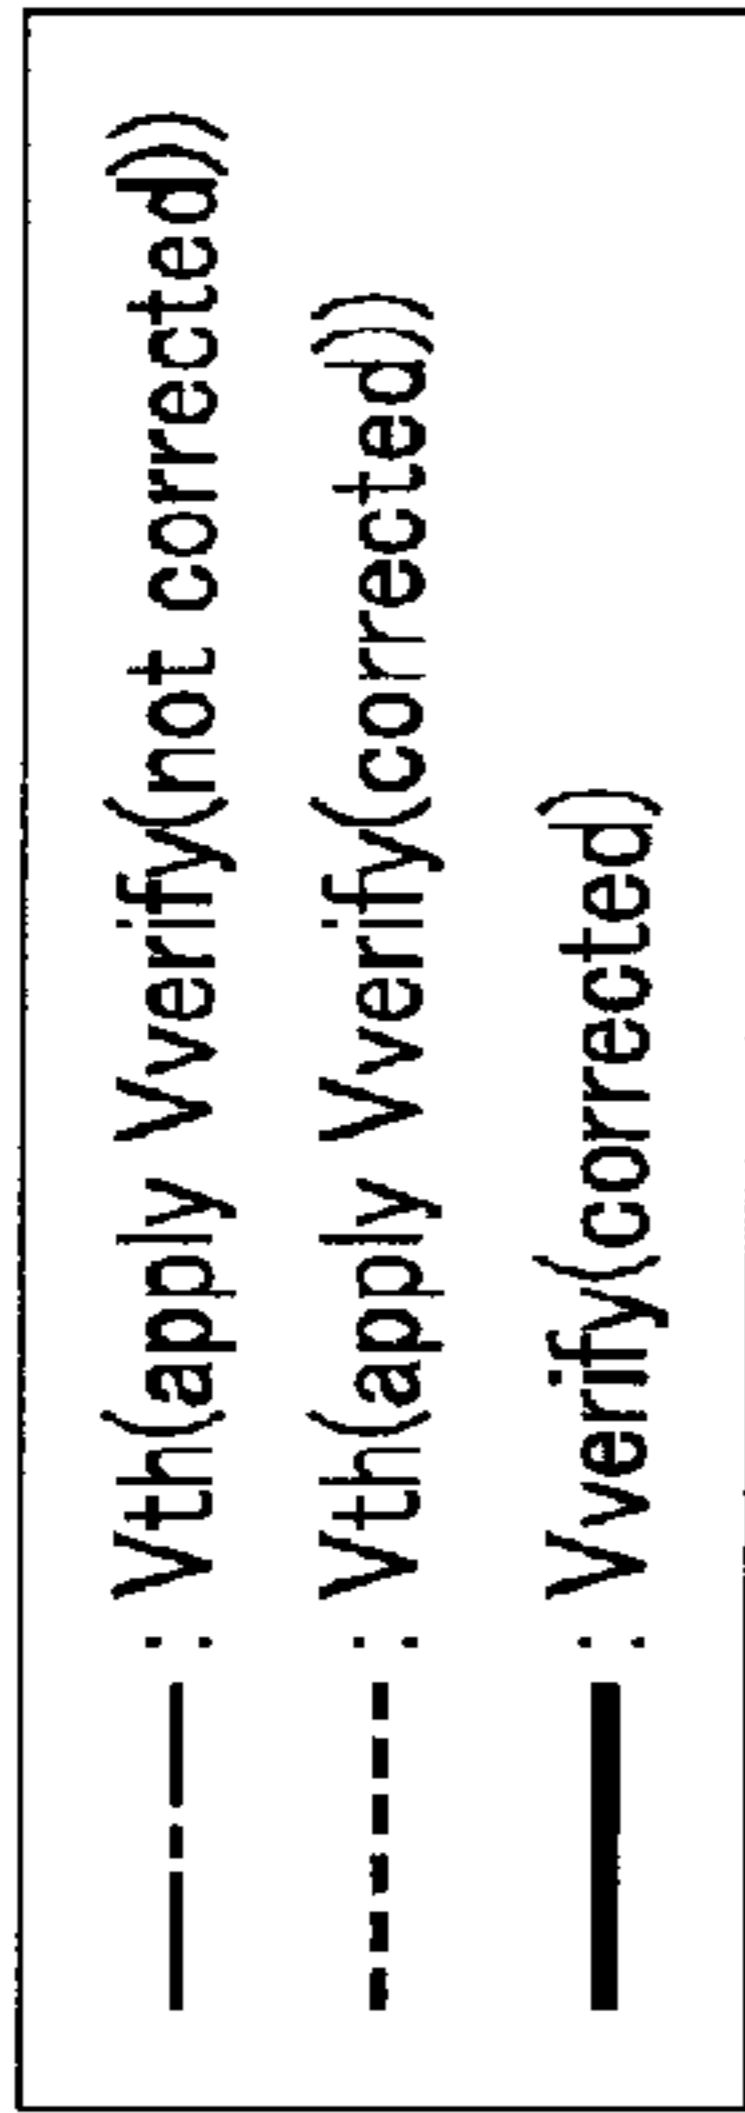 : Vth(apply Vverify(not corrected))
: Vth(apply Vverify(corrected))
: Vverify(corrected)